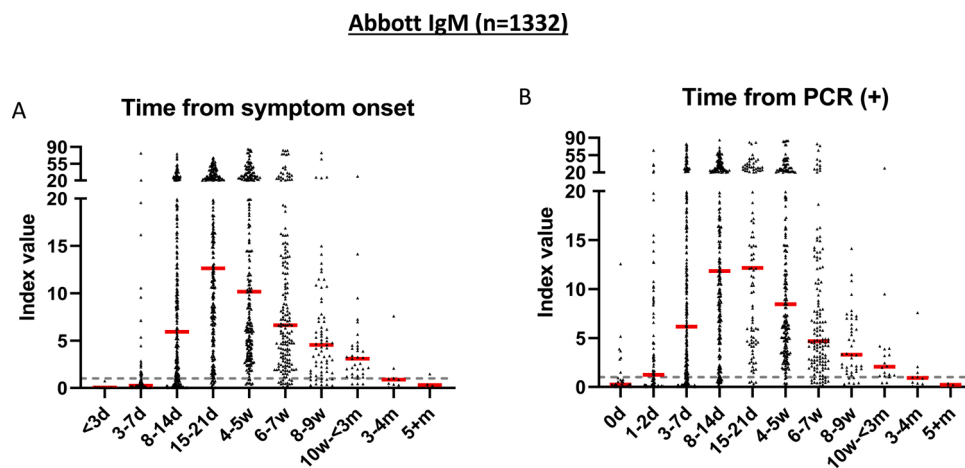 Abbott IgM (n=1332)
A
Time from symptom onset
Index value
90
55
20
20
15
10
5
0
<3d
3-7d
8-14d
15-21d
4-5w
6-7w
8-9w
10w-<3m
3-4m
5+m
B
Time from PCR (+)
Index value
90
55
20
20
15
10
5
0
0d
1-2d
3-7d
8-14d
15-21d
4-5w
6-7w
8-9w
10w-<3m
3-4m
5+m